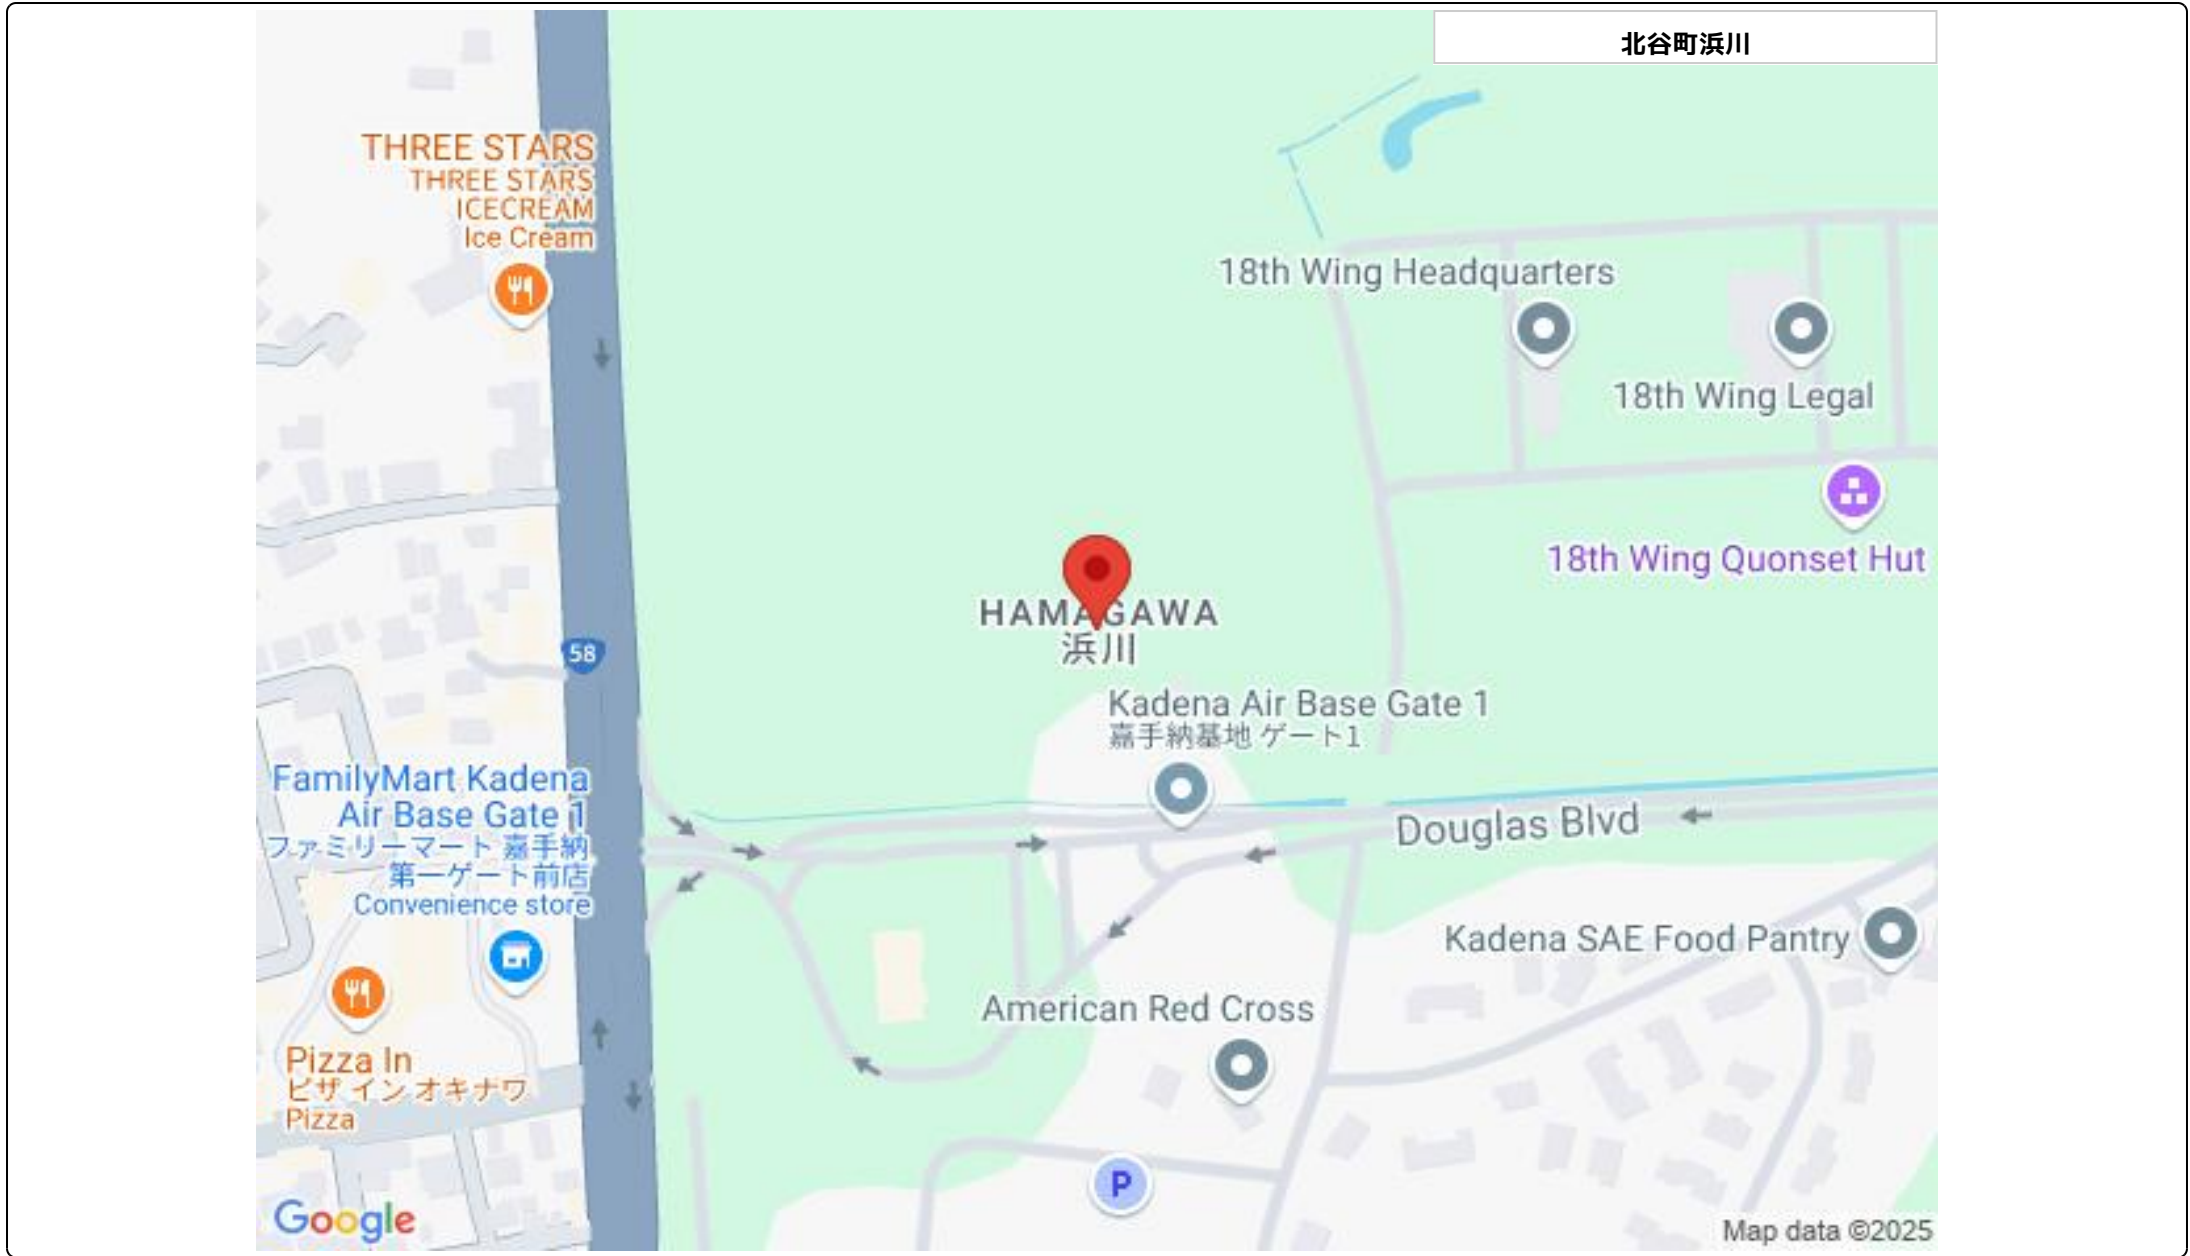 北谷町浜川
THREE STARS
THREE STARS
ICECREAM
Ice Cream
18th Wing Headquarters
18th Wing Legal
18th Wing Quonset Hut
HAMAGAWA
浜川
58
Kadena Air Base Gate 1
嘉手納基地 ゲート1
FamilyMart Kadena
Air Base Gate 1
ファミリーマート 嘉手納
第一ゲート前店
Convenience store
Douglas Blvd
Kadena SAE Food Pantry
American Red Cross
Pizza In
ピザ イン オキナワ
Pizza
P
Google
Map data ©2025